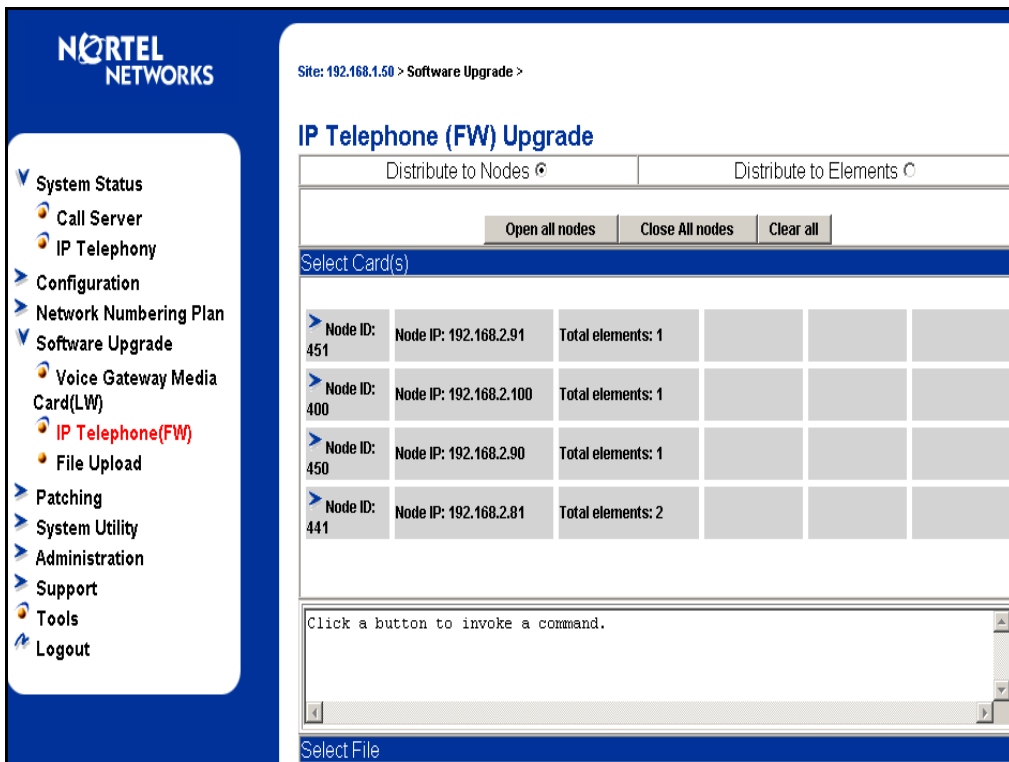 NORTEL
NETWORKS
System Status
Call Server
IP Telephony
Configuration
Network Numbering Plan
Software Upgrade
Voice Gateway Media
Card(LW)
IP Telephone(FW)
File Upload
Patching
System Utility
Administration
Support
Tools
Logout
Site: 192.168.1.50 > Software Upgrade >
IP Telephone (FW) Upgrade
Distribute to Nodes Distribute to Elements
Open all nodes Close All nodes Clear all
Select Card(s)
Node ID: 451 Node IP: 192.168.2.91 Total elements: 1
Node ID: 400 Node IP: 192.168.2.100 Total elements: 1
Node ID: 450 Node IP: 192.168.2.90 Total elements: 1
Node ID: 441 Node IP: 192.168.2.81 Total elements: 2
Click a button to invoke a command.
Select File